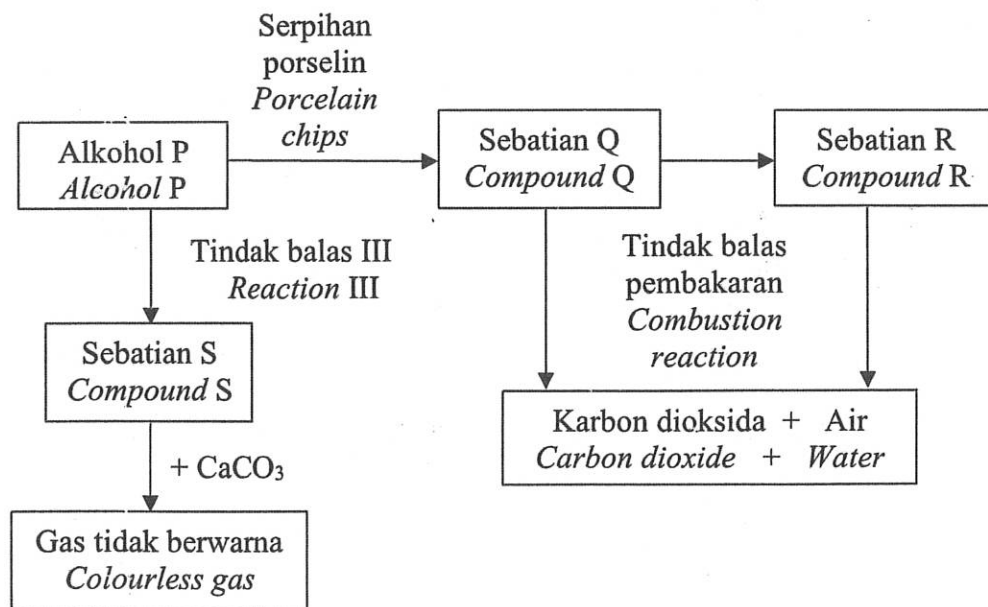 Serpihan
porselin
Porcelain
chips
Alkohol P
Alcohol P
Sebatian Q
Compound Q
Sebatian R
Compound R
Tindak balas III
Reaction III
Tindak balas
pembakaran
Combustion
reaction
Sebatian S
Compound S
Karbon dioksida + Air
Carbon dioxide + Water
+ CaCO₃
Gas tidak berwarna
Colourless gas